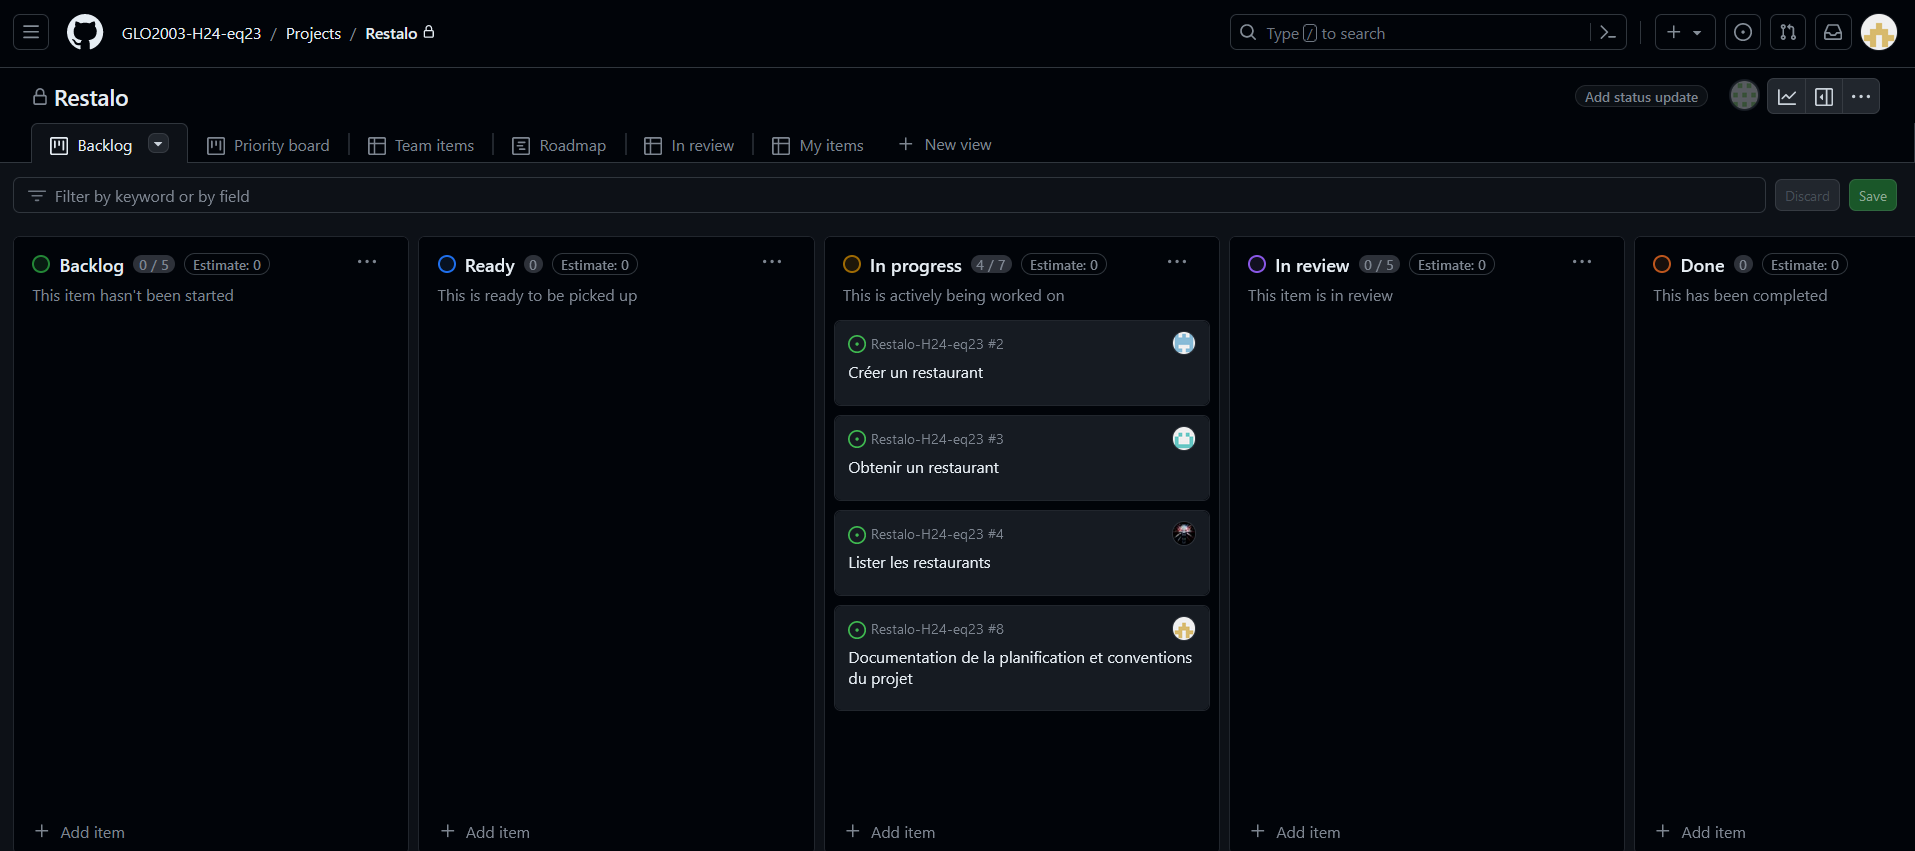 GLO2003-H24-eq23 / Projects / Restalo
Type / to search
Restalo
Add status update
Backlog
Priority board
Team items
Roadmap
In review
My items
New view
Filter by keyword or by field
Discard
Save
Backlog 0 / 5 Estimate: 0
This item hasn't been started
Add item
Ready 0 Estimate: 0
This is ready to be picked up
Add item
In progress 4 / 7 Estimate: 0
This is actively being worked on
Restalo-H24-eq23 #2
Créer un restaurant
Restalo-H24-eq23 #3
Obtenir un restaurant
Restalo-H24-eq23 #4
Lister les restaurants
Restalo-H24-eq23 #8
Documentation de la planification et conventions
du projet
Add item
In review 0 / 5 Estimate: 0
This item is in review
Add item
Done 0 Estimate: 0
This has been completed
Add item